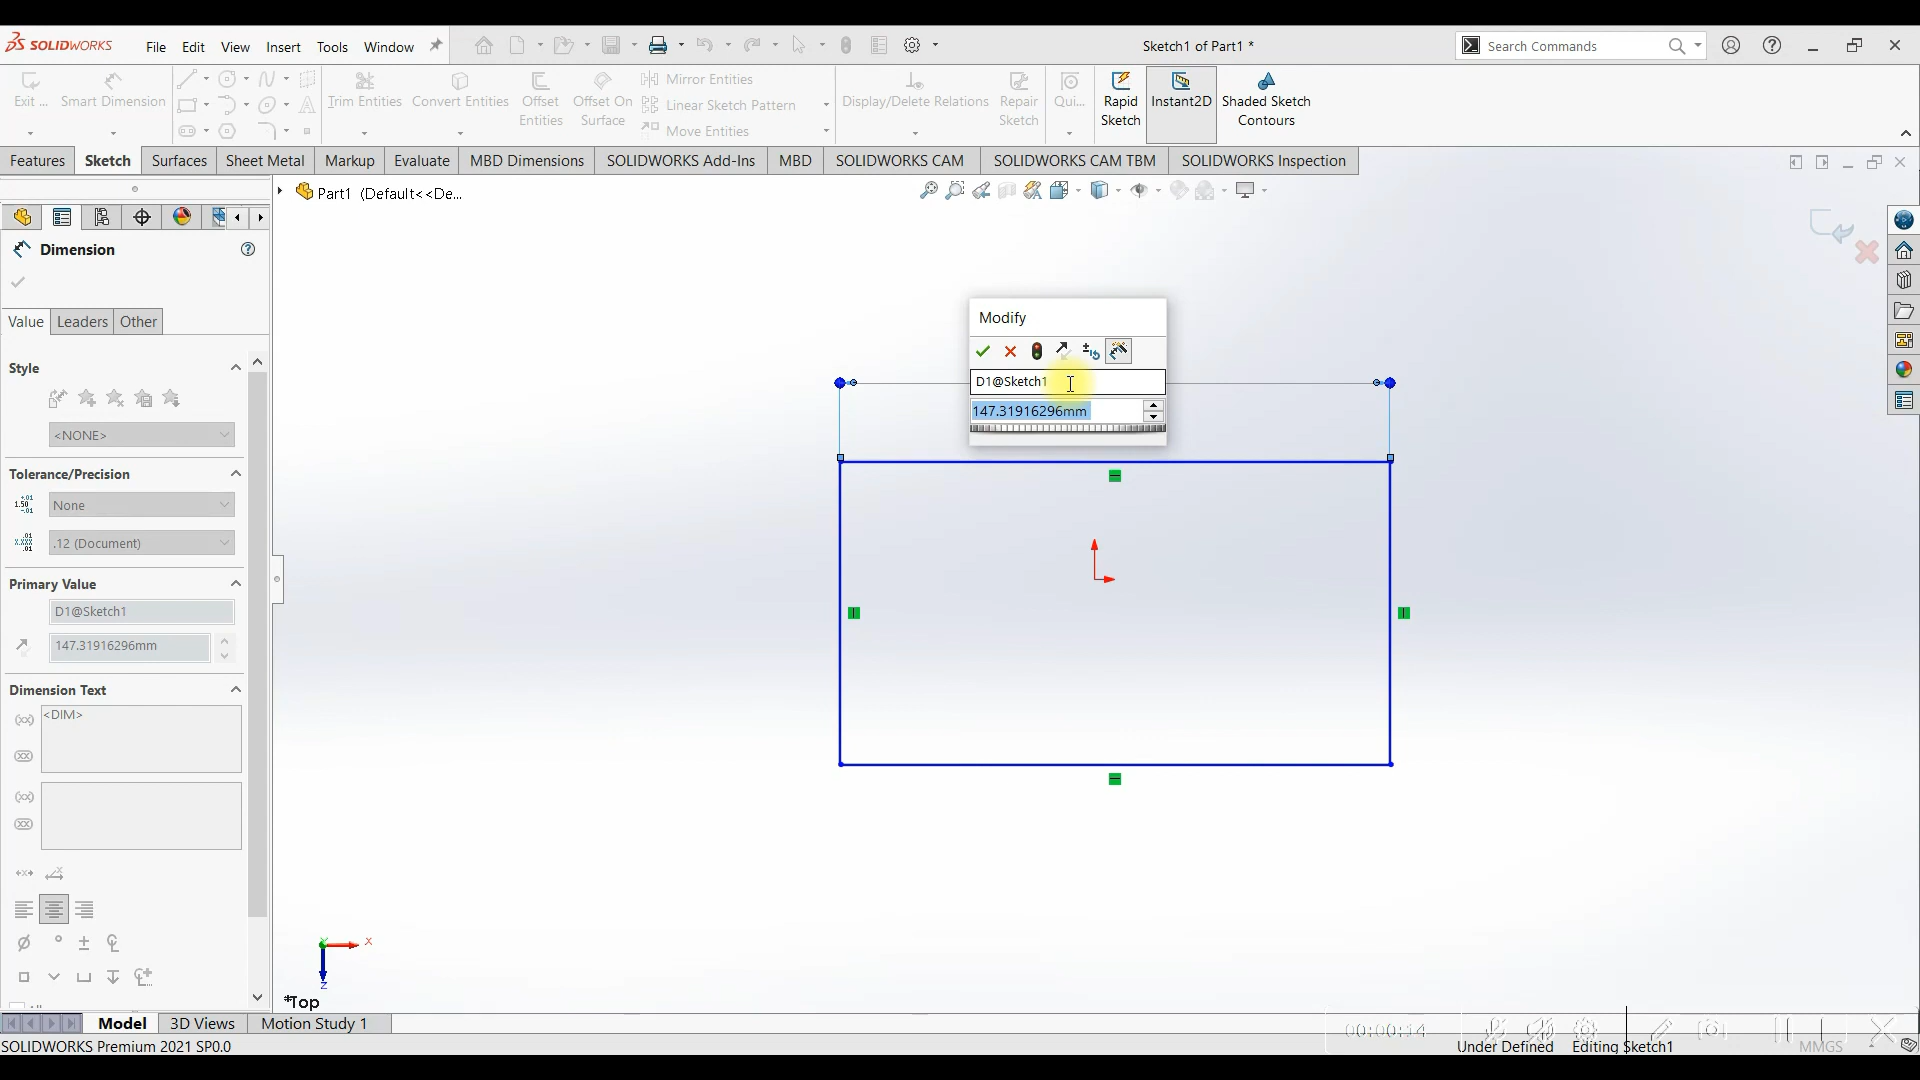 SOLIDWORKS
File Edit View Insert Tools Window
Sketch1 of Part1 *
Search Commands
Exit ...
Smart Dimension
Trim Entities
Convert Entities
Offset
Entities
Offset On
Surface
Mirror Entities
Linear Sketch Pattern
Move Entities
Display/Delete Relations
Repair
Sketch
Qui...
Rapid
Sketch
Instant2D
Shaded Sketch
Contours
Features Sketch Surfaces Sheet Metal Markup Evaluate MBD Dimensions SOLIDWORKS Add-Ins MBD SOLIDWORKS CAM SOLIDWORKS CAM TBM SOLIDWORKS Inspection
Part1 (Default<<De...
Dimension
Value Leaders Other
Style
<NONE>
Tolerance/Precision
None
.12 (Document)
Primary Value
D1@Sketch1
147.31916296mm
Dimension Text
<DIM>
Modify
D1@Sketch1
147.31916296mm
X
Z
*Top
Model 3D Views Motion Study 1
00:00:14
SOLIDWORKS Premium 2021 SP0.0
Under Defined Editing Sketch1 MMGS